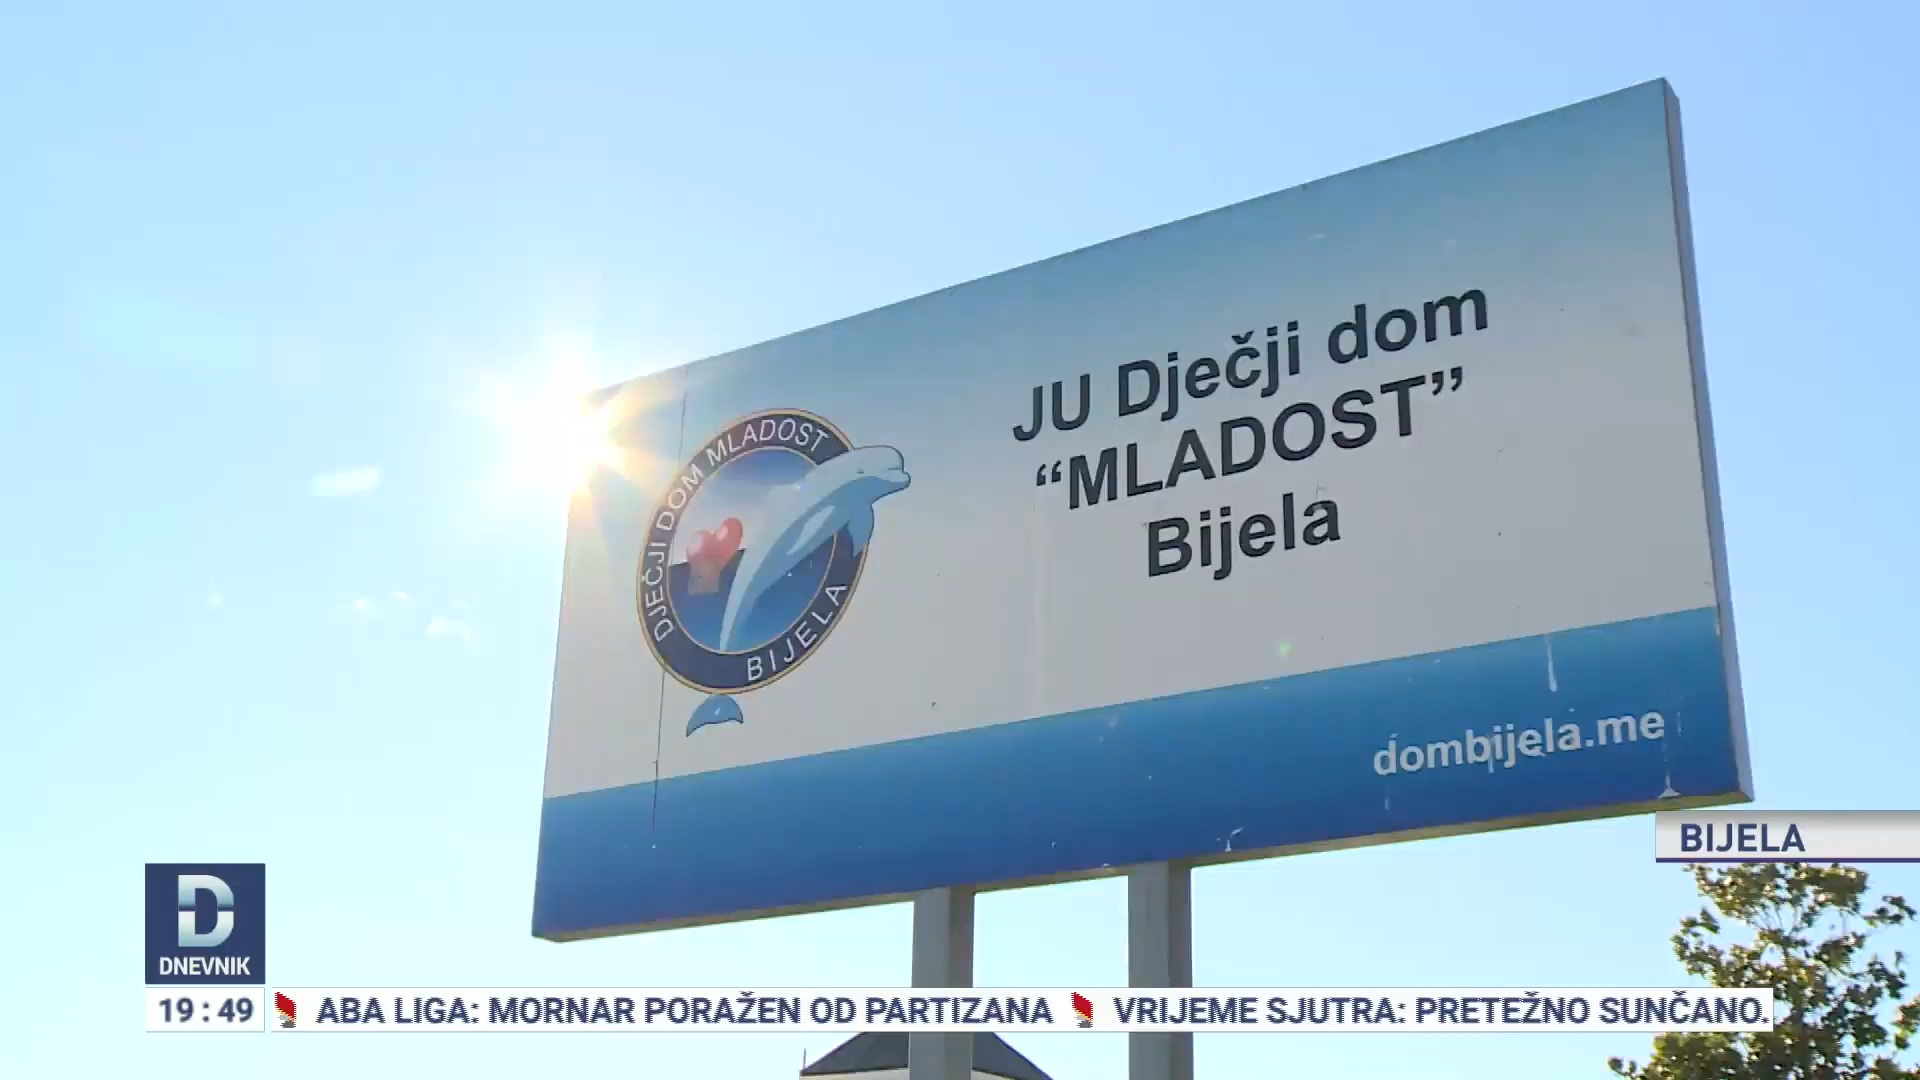 JU Dječji dom
“MLADOST”
Bijela
DJEČJI DOM MLADOST
BIJELA
dombijela.me
BIJELA
D
DNEVNIK
19:49
ABA LIGA: MORNAR PORAŽEN OD PARTIZANA VRIJEME SJUTRA: PRETEŽNO SUNČANO.